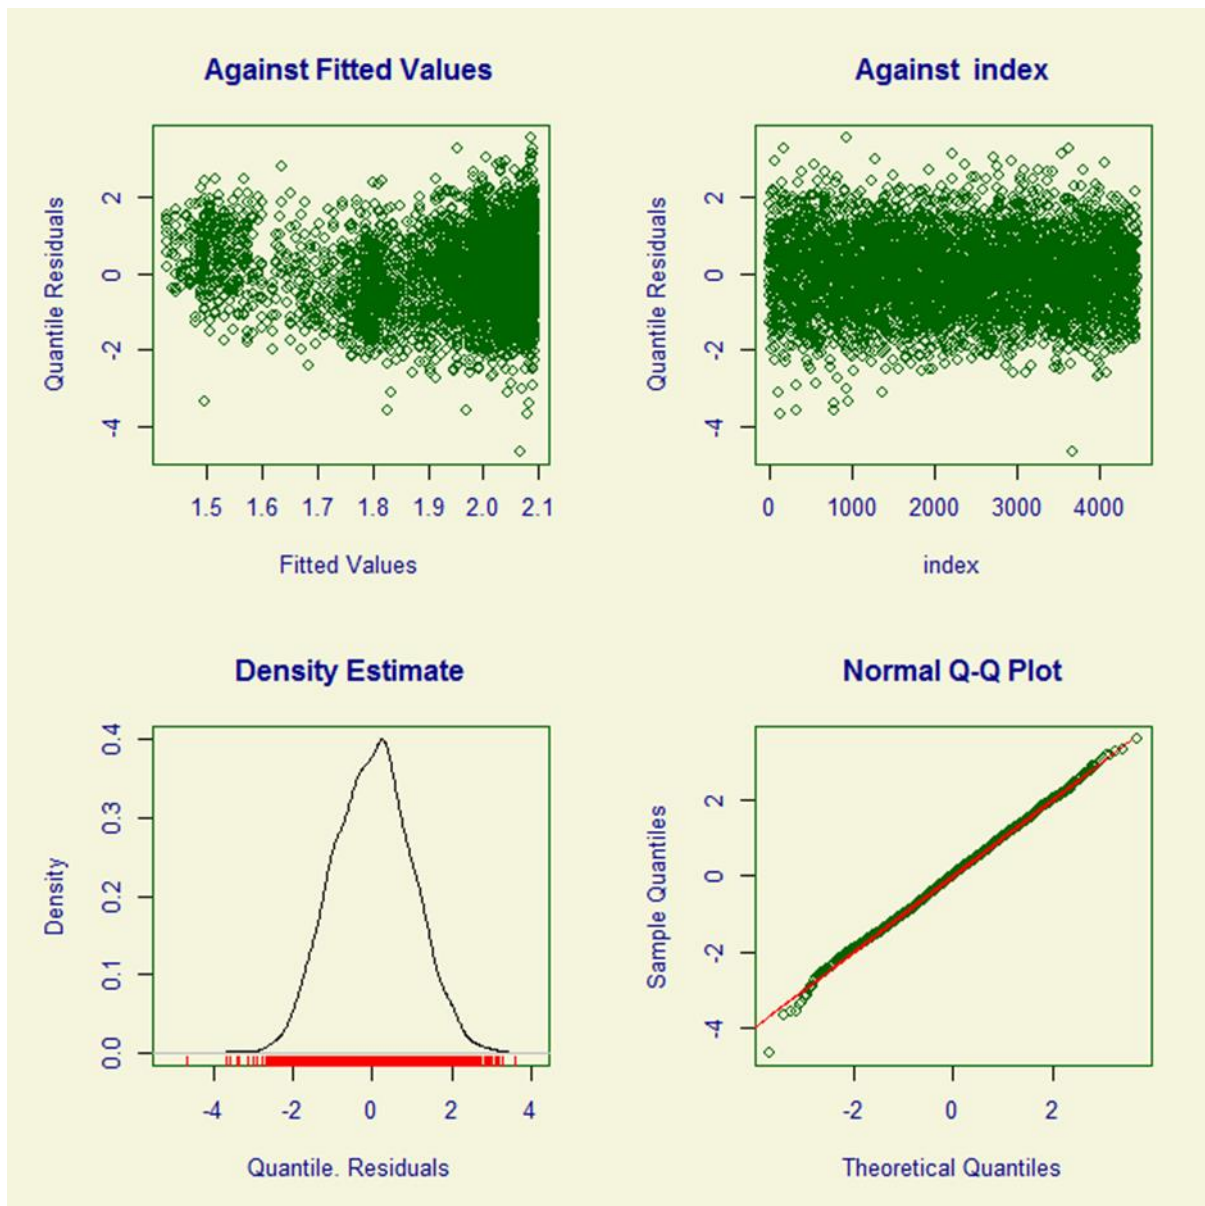 Against Fitted Values
Quantile Residuals
2
0
-2
-4
1.5 1.6 1.7 1.8 1.9 2.0 2.1
Fitted Values
Against index
Quantile Residuals
2
0
-2
-4
0 1000 2000 3000 4000
index
Density Estimate
Density
0.4
0.3
0.2
0.1
0.0
-4 -2 0 2 4
Quantile. Residuals
Normal Q-Q Plot
Sample Quantiles
2
0
-2
-4
-2 0 2
Theoretical Quantiles